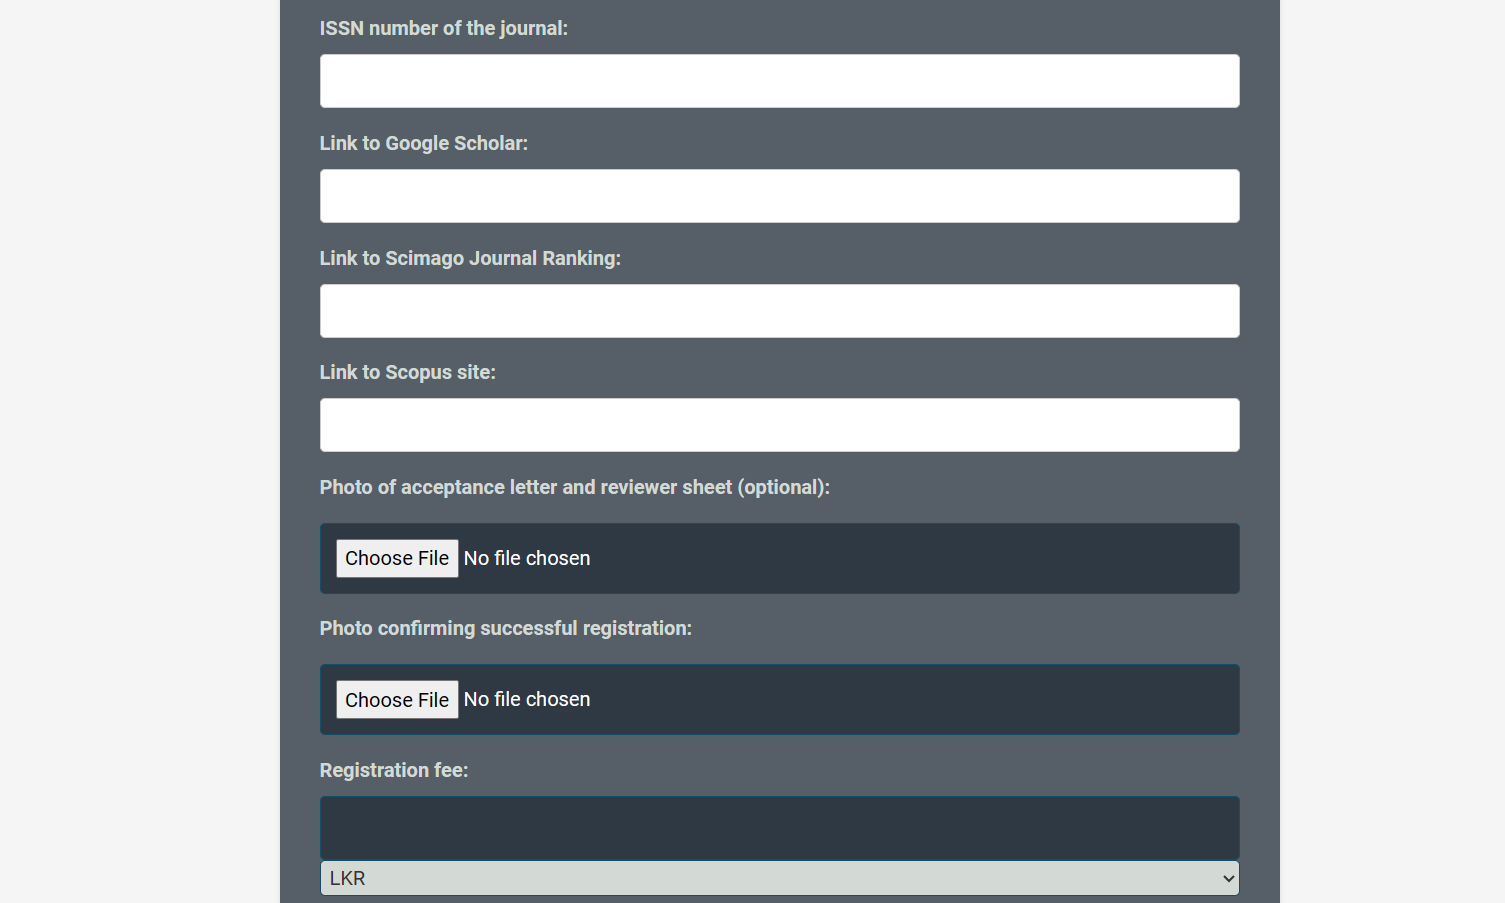 ISSN number of the journal:
Link to Google Scholar:
Link to Scimago Journal Ranking:
Link to Scopus site:
Photo of acceptance letter and reviewer sheet (optional):
Choose File No file chosen
Photo confirming successful registration:
Choose File No file chosen
Registration fee:
LKR